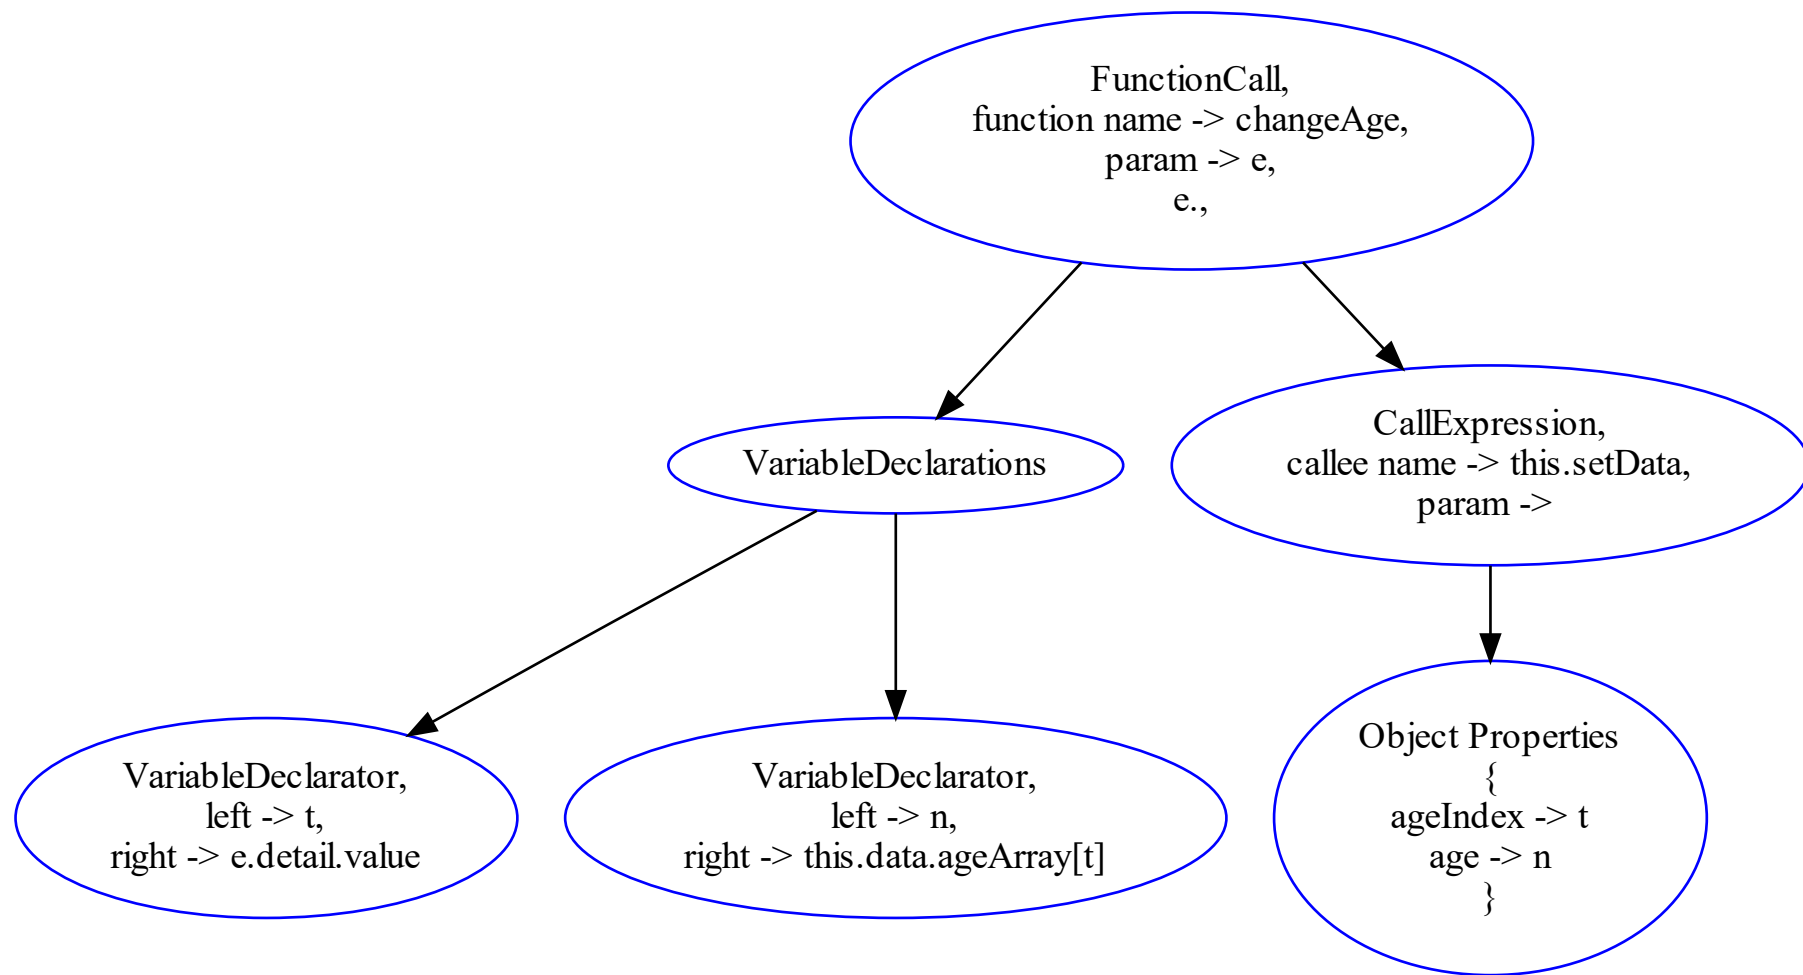 FunctionCall,
function name -> changeAge,
param -> e,
e.,
VariableDeclarations
CallExpression,
callee name -> this.setData,
param ->
VariableDeclarator,
left -> t,
right -> e.detail.value
VariableDeclarator,
left -> n,
right -> this.data.ageArray[t]
Object Properties
{
ageIndex -> t
age -> n
}